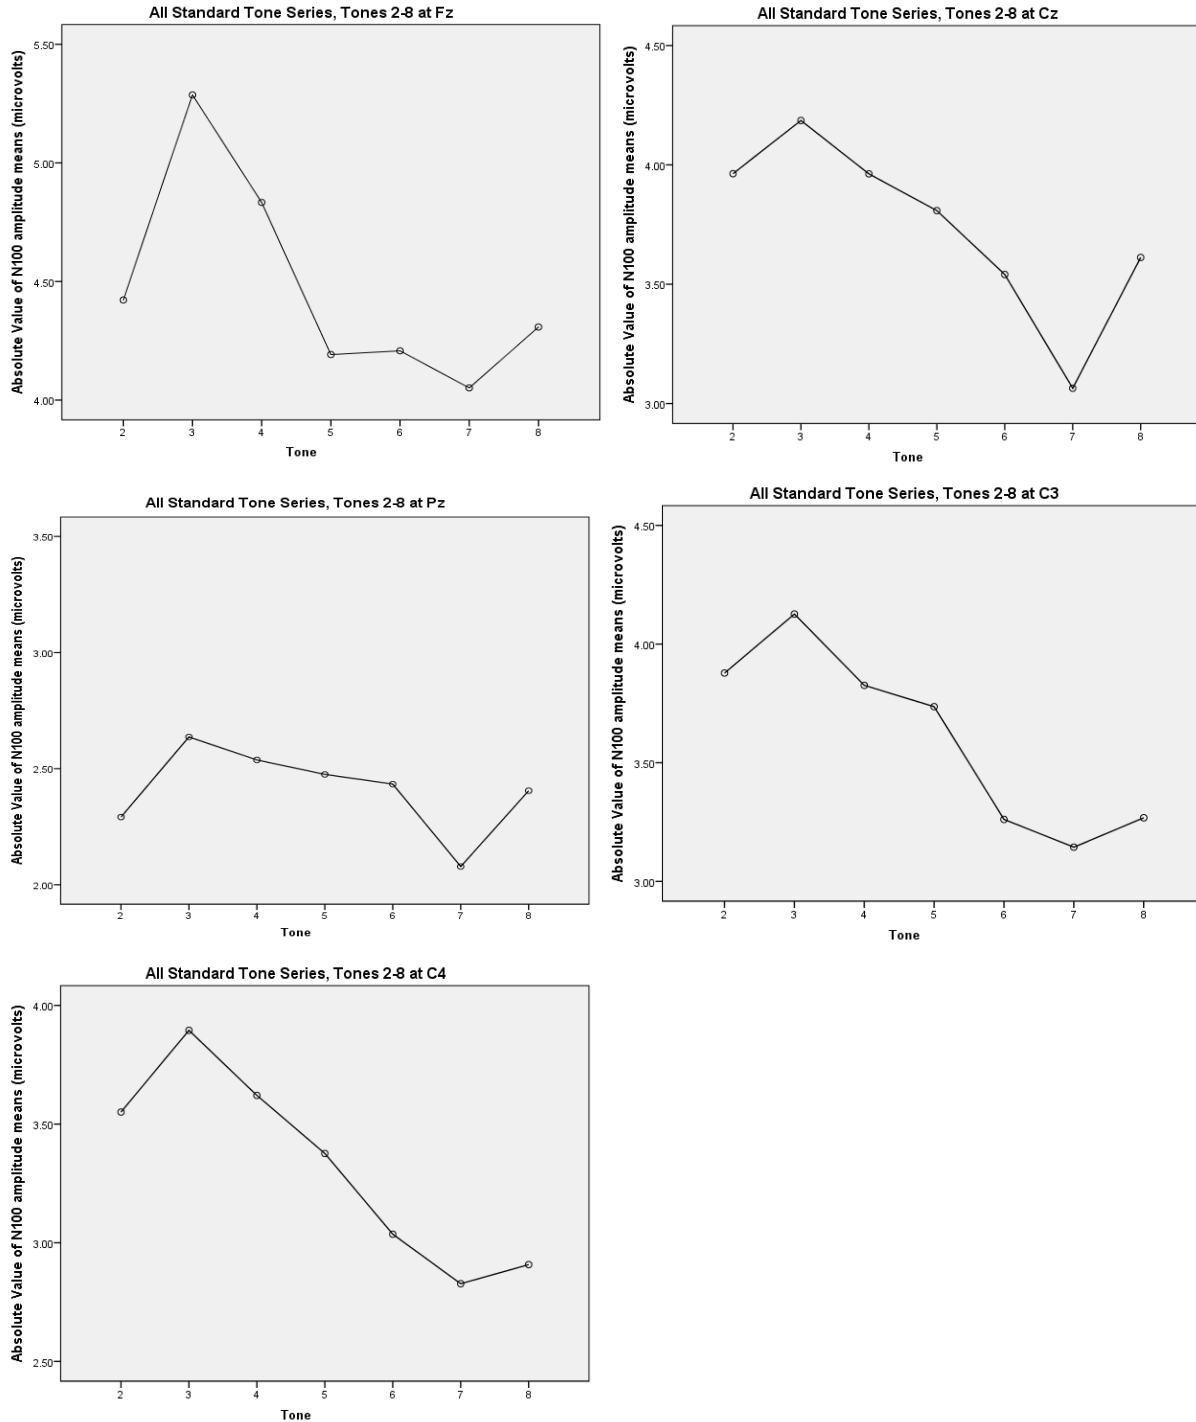 All Standard Tone Series, Tones 2-8 at Fz
Absolute Value of N100 amplitude means (microvolts)
5.50
5.00
4.50
4.00
2 3 4 5 6 7 8
Tone
All Standard Tone Series, Tones 2-8 at Cz
Absolute Value of N100 amplitude means (microvolts)
4.50
4.00
3.50
3.00
2 3 4 5 6 7 8
Tone
All Standard Tone Series, Tones 2-8 at Pz
Absolute Value of N100 amplitude means (microvolts)
3.50
3.00
2.50
2.00
2 3 4 5 6 7 8
Tone
All Standard Tone Series, Tones 2-8 at C3
Absolute Value of N100 amplitude means (microvolts)
4.50
4.00
3.50
3.00
2 3 4 5 6 7 8
Tone
All Standard Tone Series, Tones 2-8 at C4
Absolute Value of N100 amplitude means (microvolts)
4.00
3.50
3.00
2.50
2 3 4 5 6 7 8
Tone